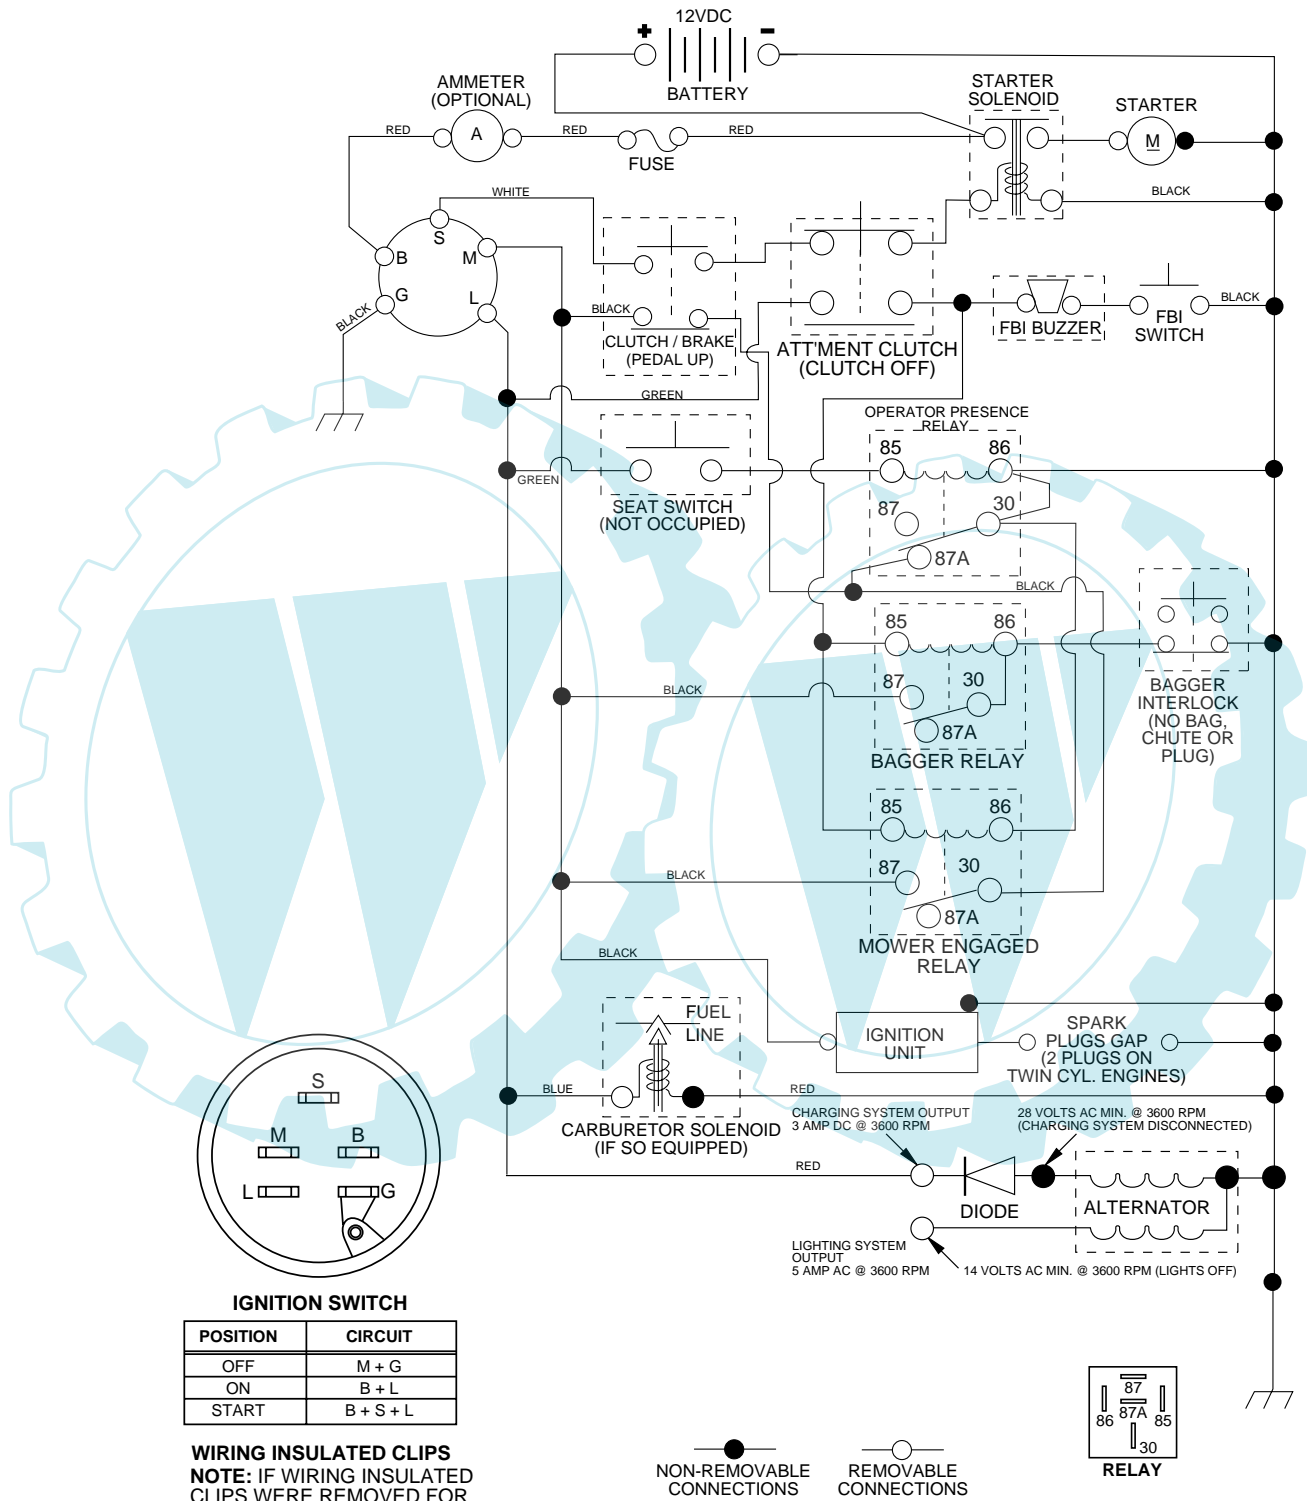 12VDC
+ -
BATTERY
AMMETER
(OPTIONAL)
A
RED
RED
FUSE
RED
STARTER
SOLENOID
STARTER
M
BLACK
WHITE
S
B
M
G
L
BLACK
BLACK
CLUTCH / BRAKE
(PEDAL UP)
ATT'MENT CLUTCH
(CLUTCH OFF)
FBI BUZZER
FBI
SWITCH
BLACK
GREEN
OPERATOR PRESENCE
RELAY
85
86
87
30
87A
GREEN
SEAT SWITCH
(NOT OCCUPIED)
BLACK
85
86
BLACK
87
30
87A
BAGGER RELAY
BAGGER
INTERLOCK
(NO BAG,
CHUTE OR
PLUG)
85
86
BLACK
87
30
87A
MOWER ENGAGED
RELAY
BLACK
FUEL
LINE
IGNITION
UNIT
SPARK
PLUGS GAP
(2 PLUGS ON
TWIN CYL. ENGINES)
BLUE
RED
CARBURETOR SOLENOID
(IF SO EQUIPPED)
CHARGING SYSTEM OUTPUT
3 AMP DC @ 3600 RPM
28 VOLTS AC MIN. @ 3600 RPM
(CHARGING SYSTEM DISCONNECTED)
RED
DIODE
ALTERNATOR
LIGHTING SYSTEM
OUTPUT
5 AMP AC @ 3600 RPM
14 VOLTS AC MIN. @ 3600 RPM (LIGHTS OFF)
S
M
B
L
G
IGNITION SWITCH
POSITION CIRCUIT
OFF M + G
ON B + L
START B + S + L
WIRING INSULATED CLIPS
NOTE: IF WIRING INSULATED
CLIPS WERE REMOVED FOR
NON-REMOVABLE
CONNECTIONS
REMOVABLE
CONNECTIONS
87
86
87A
85
30
RELAY